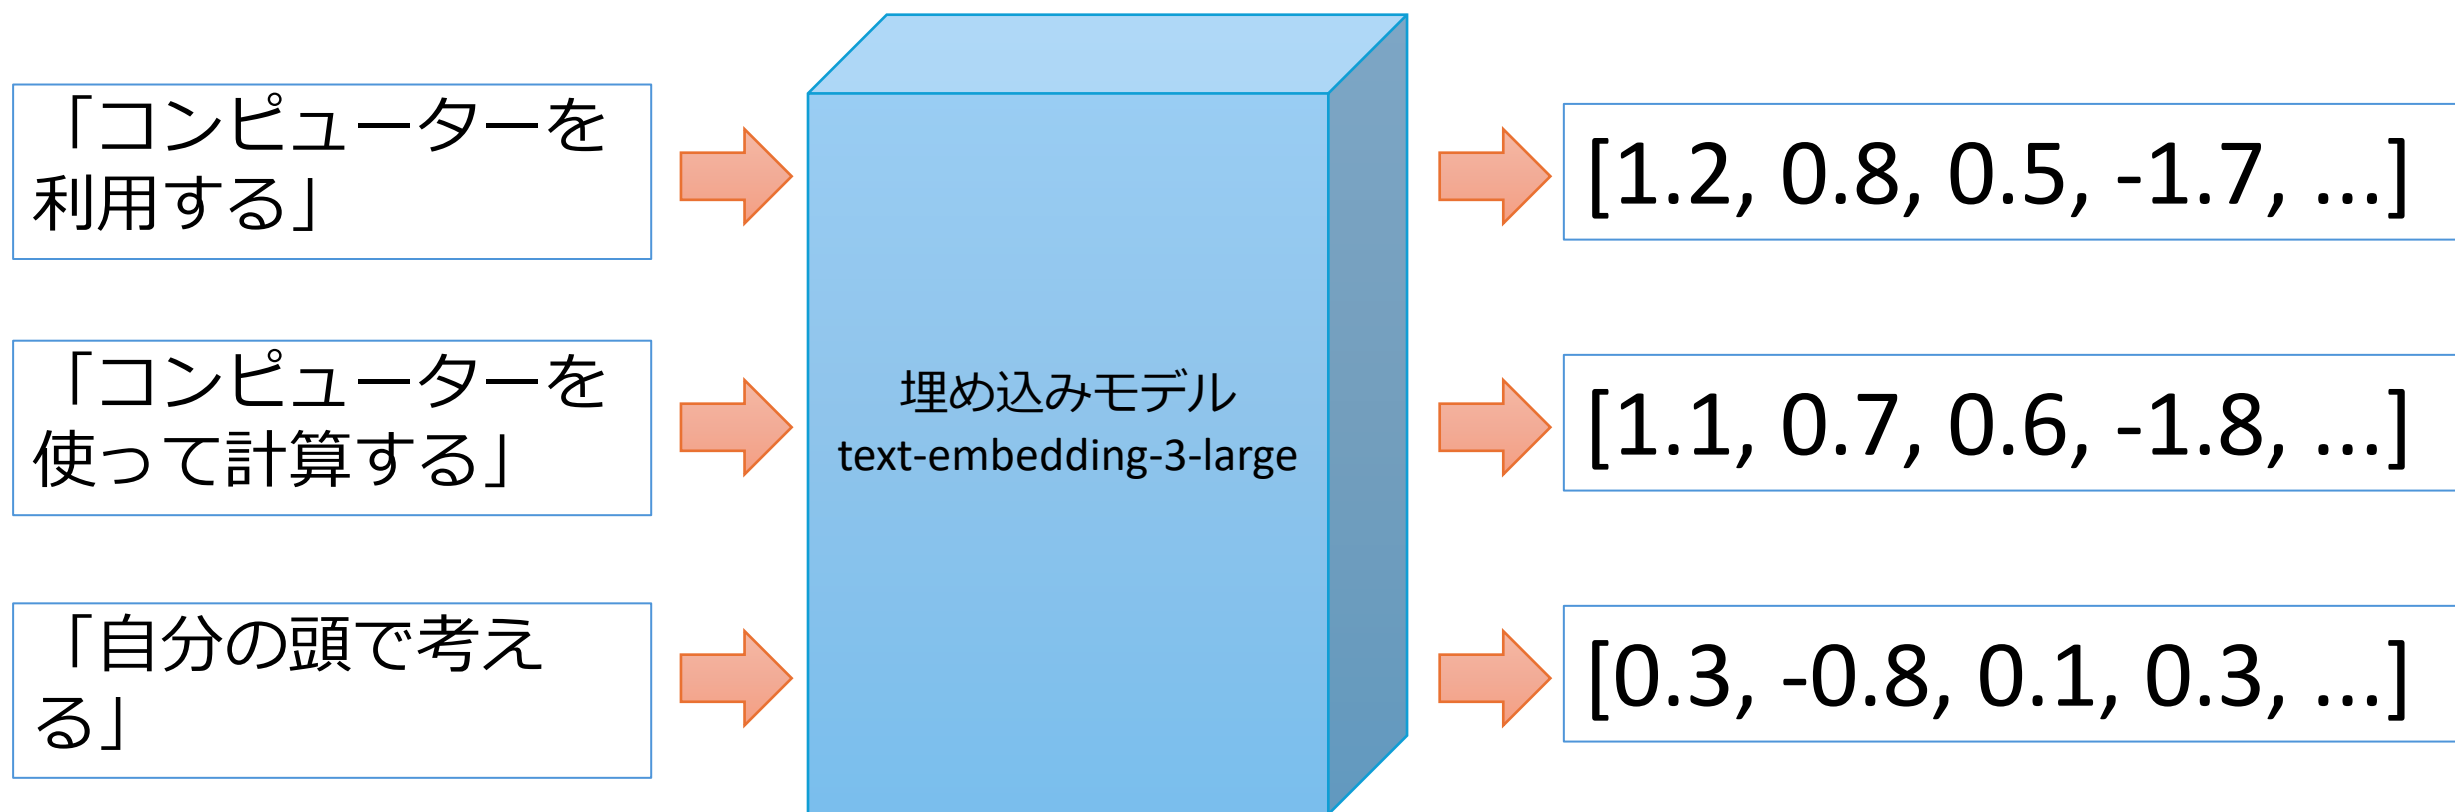 「コンピューターを
利用する」
[1.2, 0.8, 0.5, -1.7, ...]
「コンピューターを
使って計算する」
埋め込みモデル
text-embedding-3-large
[1.1, 0.7, 0.6, -1.8, ...]
「自分の頭で考え
る」
[0.3, -0.8, 0.1, 0.3, ...]